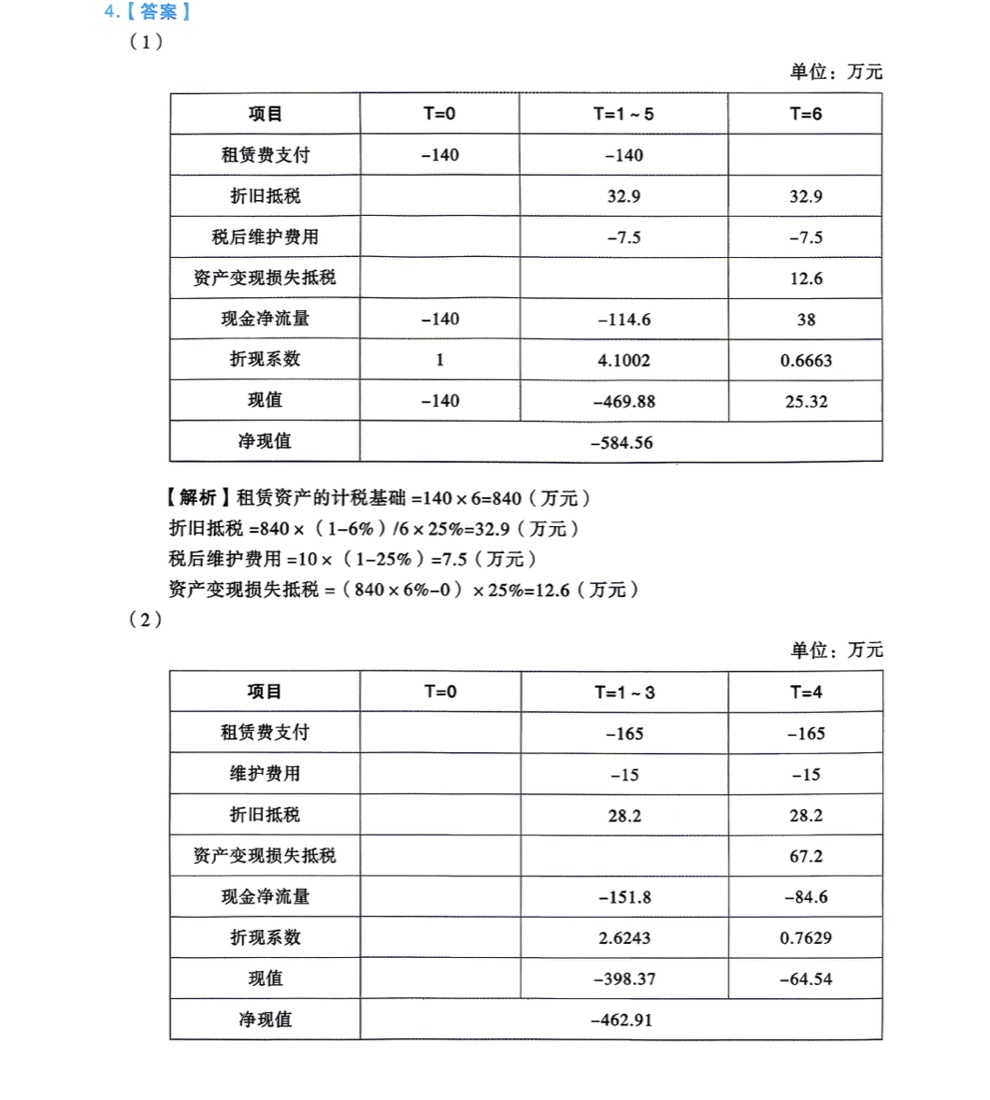 4.【答案】
（1）
单位：万元
项目 T=0 T=1~5 T=6
租赁费支付 -140 -140
折旧抵税 32.9 32.9
税后维护费用 -7.5 -7.5
资产变现损失抵税 12.6
现金净流量 -140 -114.6 38
折现系数 1 4.1002 0.6663
现值 -140 -469.88 25.32
净现值 -584.56
【解析】租赁资产的计税基础=140×6=840（万元）
折旧抵税=840×（1-6%）/6×25%=32.9（万元）
税后维护费用=10×（1-25%）=7.5（万元）
资产变现损失抵税=（840×6%-0）×25%=12.6（万元）
（2）
单位：万元
项目 T=0 T=1~3 T=4
租赁费支付 -165 -165
维护费用 -15 -15
折旧抵税 28.2 28.2
资产变现损失抵税 67.2
现金净流量 -151.8 -84.6
折现系数 2.6243 0.7629
现值 -398.37 -64.54
净现值 -462.91